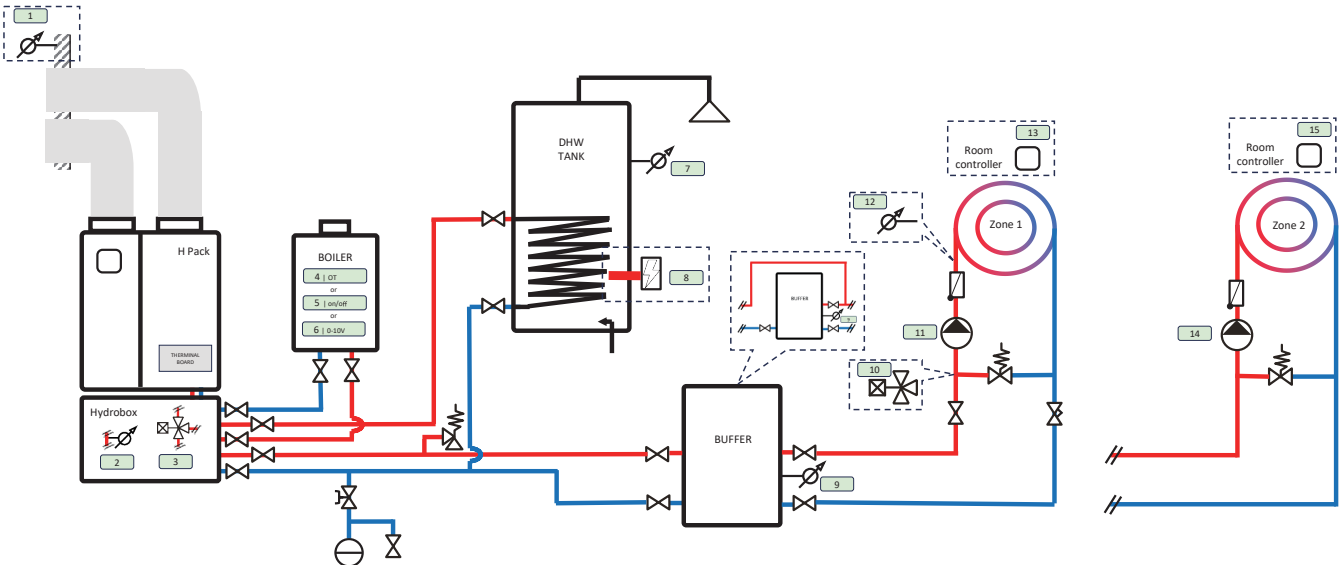 1
H Pack
THERMINAL
BOARD
Hydrobox
2
3
BOILER
4 | OT
or
5 | on/off
or
6 | 0-10V
DHW
TANK
7
8
BUFFER
9
BUFFER
9
10
11
12
13
Room
controller
Zone 1
14
15
Room
controller
Zone 2